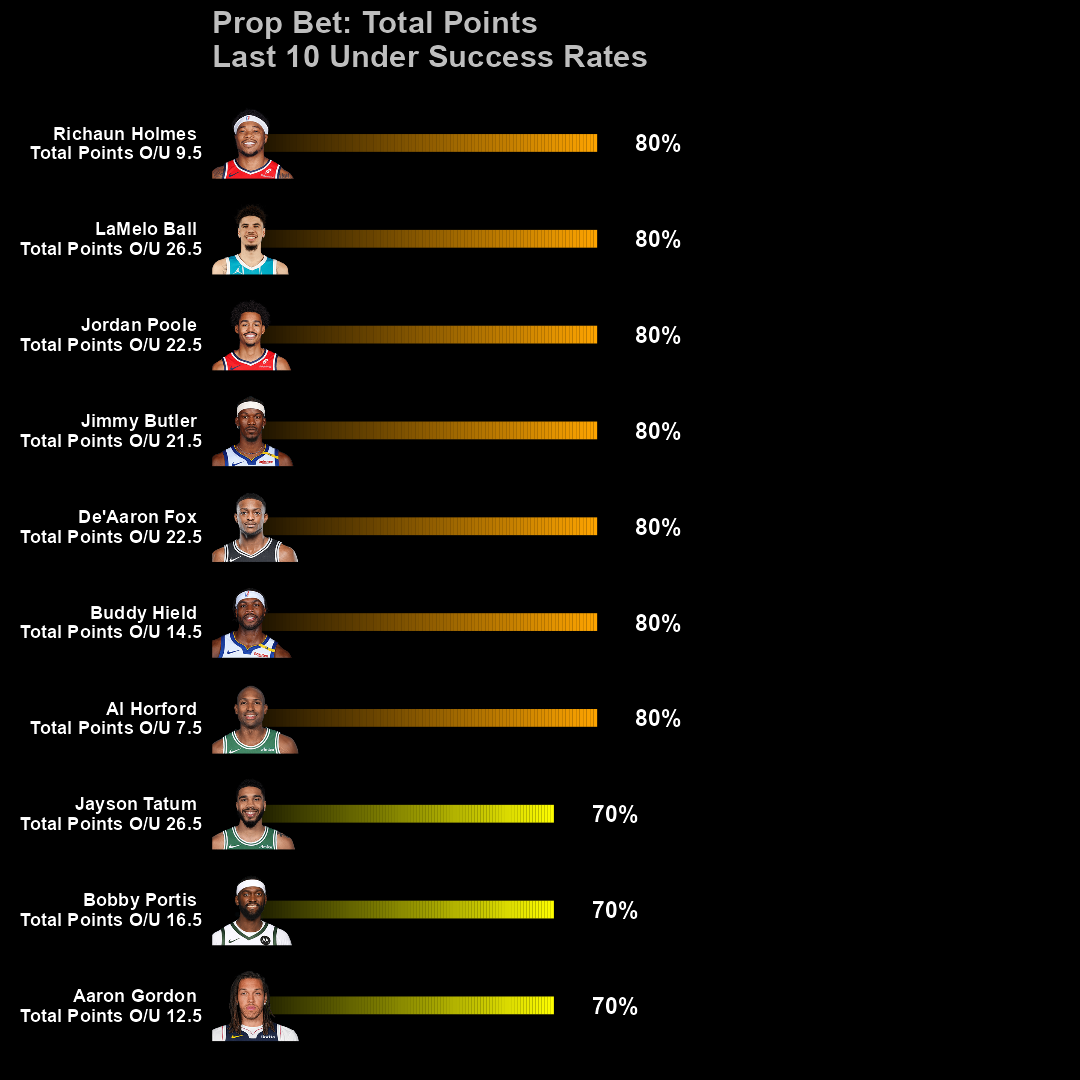 Prop Bet: Total Points
Last 10 Under Success Rates
Richaun Holmes
Total Points O/U 9.5
80%
LaMelo Ball
Total Points O/U 26.5
80%
Jordan Poole
Total Points O/U 22.5
80%
Jimmy Butler
Total Points O/U 21.5
80%
De'Aaron Fox
Total Points O/U 22.5
80%
Buddy Hield
Total Points O/U 14.5
80%
Al Horford
Total Points O/U 7.5
80%
Jayson Tatum
Total Points O/U 26.5
70%
Bobby Portis
Total Points O/U 16.5
70%
Aaron Gordon
Total Points O/U 12.5
70%